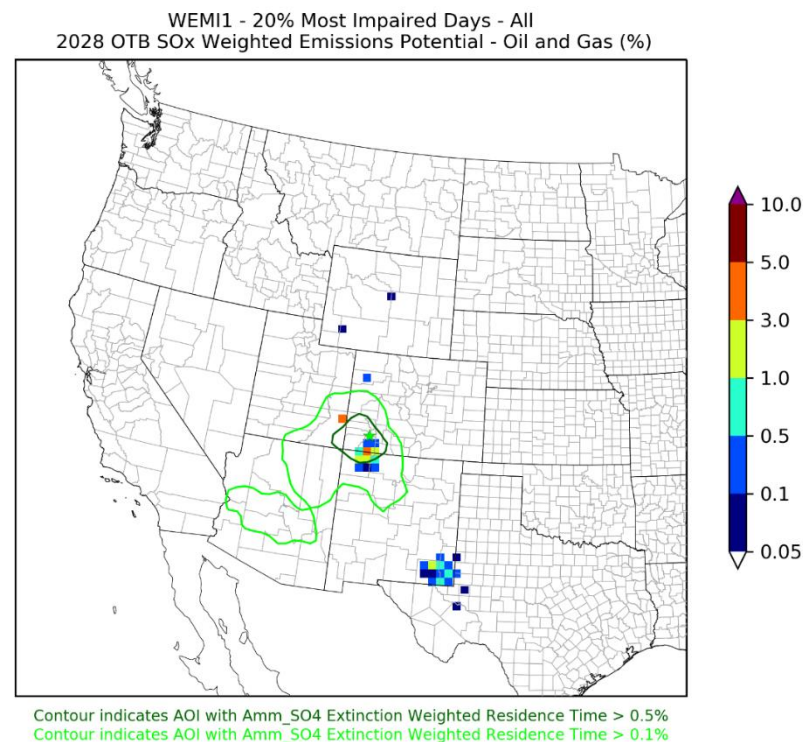 WEMI1 - 20% Most Impaired Days - All
2028 OTB SOx Weighted Emissions Potential - Oil and Gas (%)
10.0
5.0
3.0
1.0
0.5
0.1
0.05
Contour indicates AOI with Amm_SO4 Extinction Weighted Residence Time > 0.5%
Contour indicates AOI with Amm_SO4 Extinction Weighted Residence Time > 0.1%